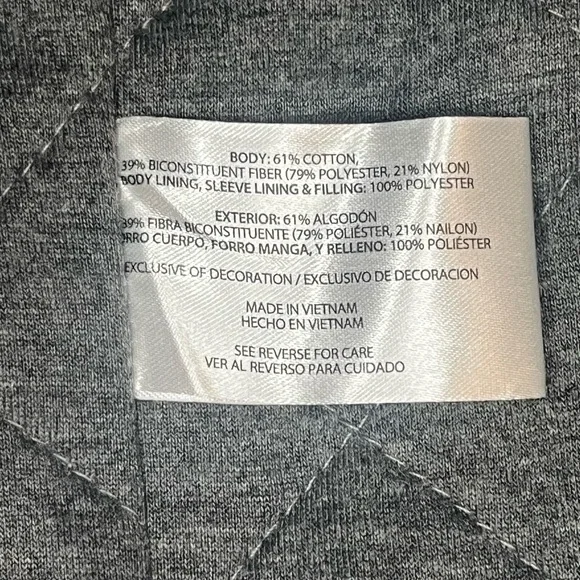 BODY: 61% COTTON,
39% BICONSTITUENT FIBER (79% POLYESTER, 21% NYLON)
BODY LINING, SLEEVE LINING & FILLING: 100% POLYESTER
EXTERIOR: 61% ALGODÓN
39% FIBRA BICONSTITUENTE (79% POLIÉSTER, 21% NAILON)
CUERPO, FORRO MANGA, Y RELLENO: 100% POLIÉSTER
EXCLUSIVE OF DECORATION / EXCLUSIVO DE DECORACION
MADE IN VIETNAM
HECHO EN VIETNAM
SEE REVERSE FOR CARE
VER AL REVERSO PARA CUIDADO